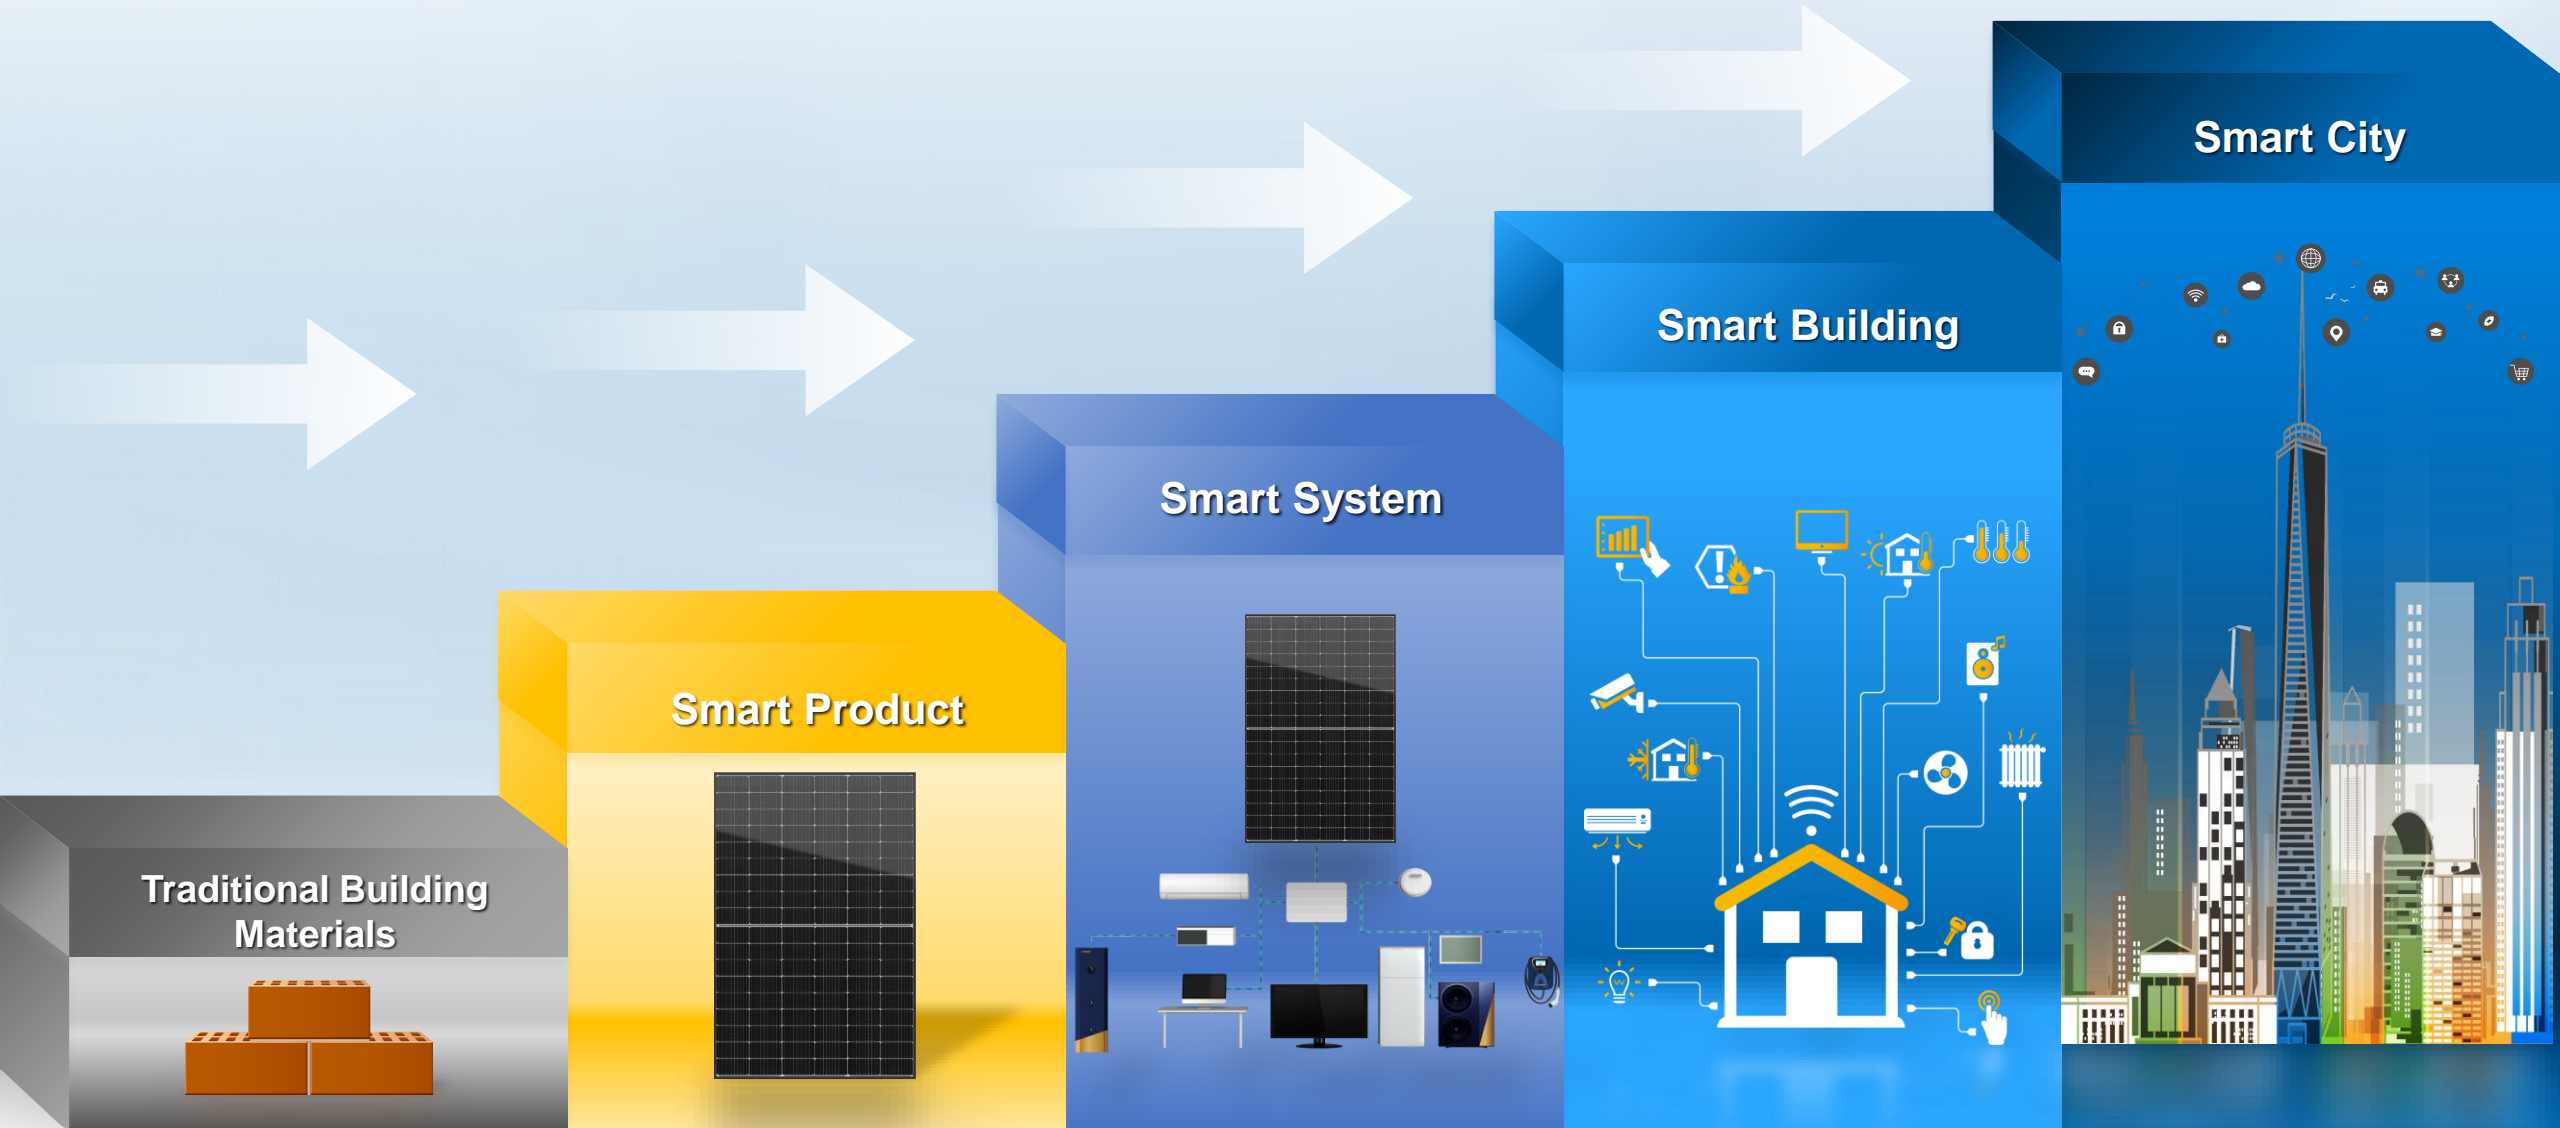 Smart City
Smart Building
Smart System
Smart Product
Traditional Building
Materials